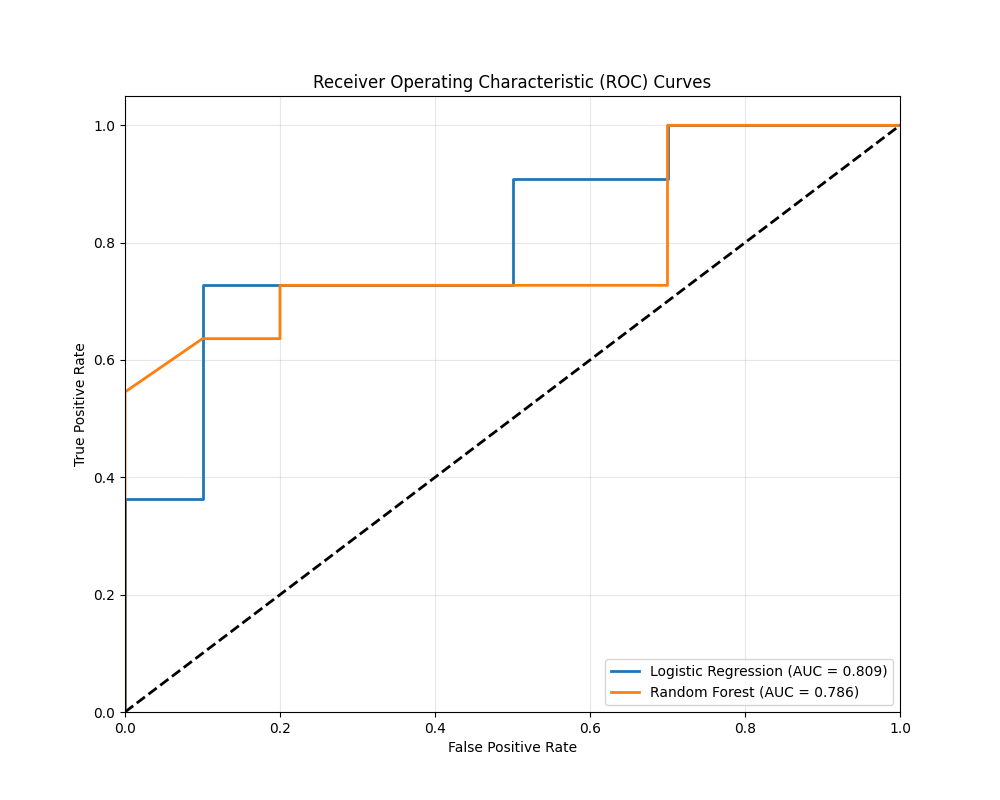 Receiver Operating Characteristic (ROC) Curves
True Positive Rate
1.0
0.8
0.6
0.4
0.2
0.0
0.0 0.2 0.4 0.6 0.8 1.0
False Positive Rate
Logistic Regression (AUC = 0.809)
Random Forest (AUC = 0.786)